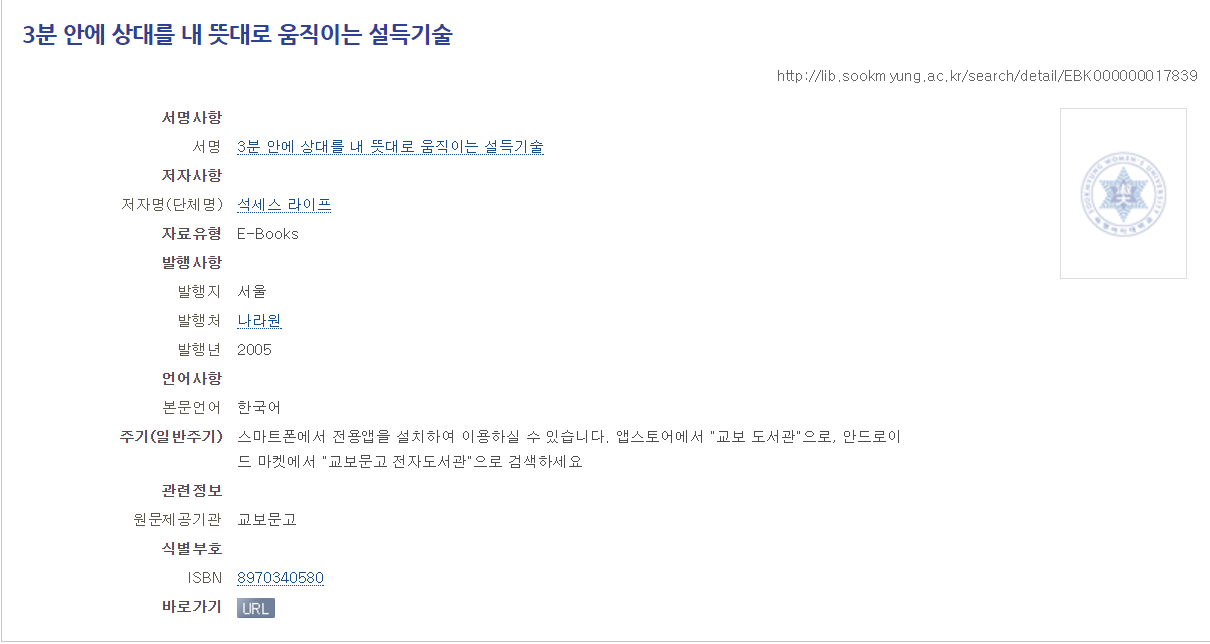 3분 안에 상대를 내 뜻대로 움직이는 설득기술
http://lib.sookmyung.ac.kr/search/detail/EBK000000017839
서명사항
서명 3분 안에 상대를 내 뜻대로 움직이는 설득기술
저자사항
저자명(단체명) 석세스 라이프
자료유형 E-Books
발행사항
발행지 서울
발행처 나라원
발행년 2005
언어사항
본문언어 한국어
주기(일반주기) 스마트폰에서 전용앱을 설치하여 이용하실 수 있습니다. 앱스토어에서 "교보 도서관"으로, 안드로이
드 마켓에서 "교보문고 전자도서관"으로 검색하세요
관련정보
원문제공기관 교보문고
식별부호
ISBN 8970340580
바로가기 URL
SOOKMYUNG WOMEN'S UNIVERSITY